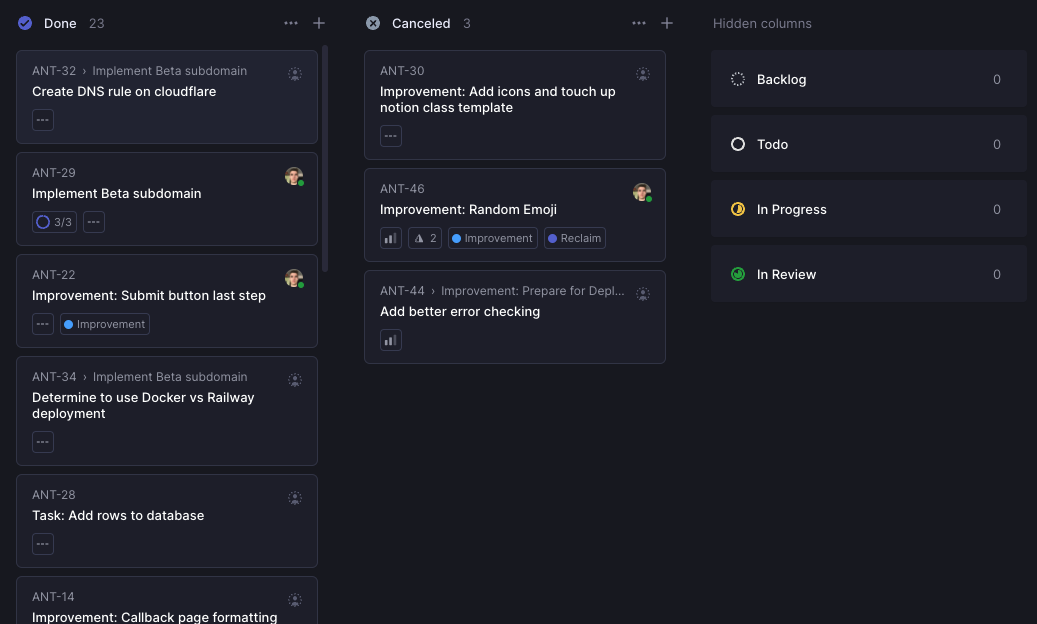 Done 23
ANT-32 › Implement Beta subdomain
Create DNS rule on cloudflare
ANT-29
Implement Beta subdomain
3/3
ANT-22
Improvement: Submit button last step
Improvement
ANT-34 › Implement Beta subdomain
Determine to use Docker vs Railway
deployment
ANT-28
Task: Add rows to database
ANT-14
Improvement: Callback page formatting
Canceled 3
ANT-30
Improvement: Add icons and touch up
notion class template
ANT-46
Improvement: Random Emoji
2 Improvement Reclaim
ANT-44 › Improvement: Prepare for Depl...
Add better error checking
Hidden columns
Backlog 0
Todo 0
In Progress 0
In Review 0